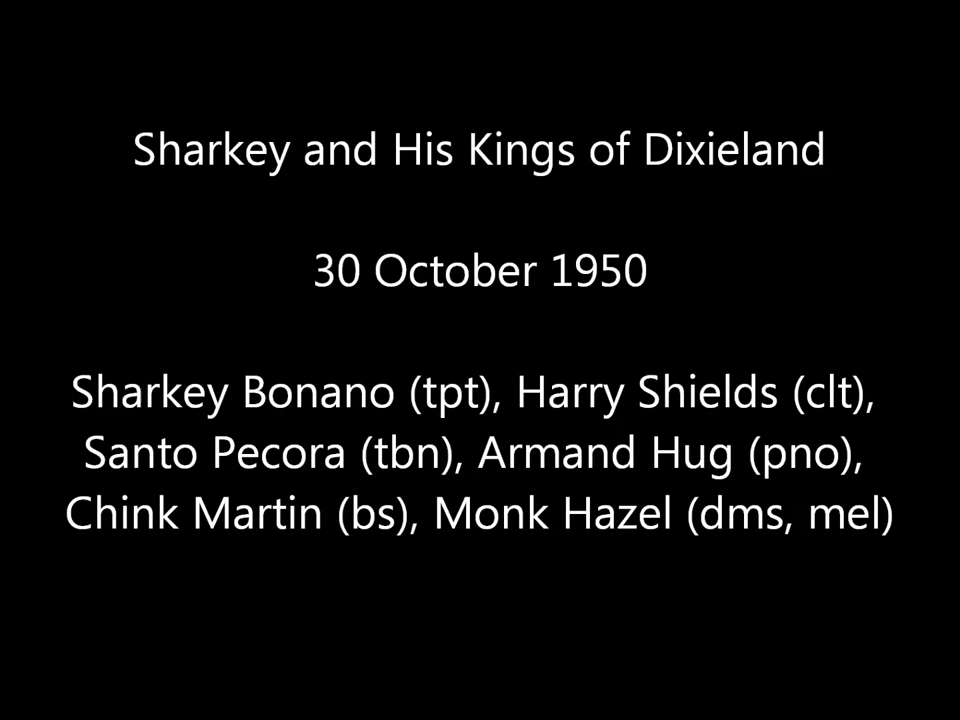 Sharkey and His Kings of Dixieland
30 October 1950
Sharkey Bonano (tpt), Harry Shields (clt),
Santo Pecora (tbn), Armand Hug (pno),
Chink Martin (bs), Monk Hazel (dms, mel)